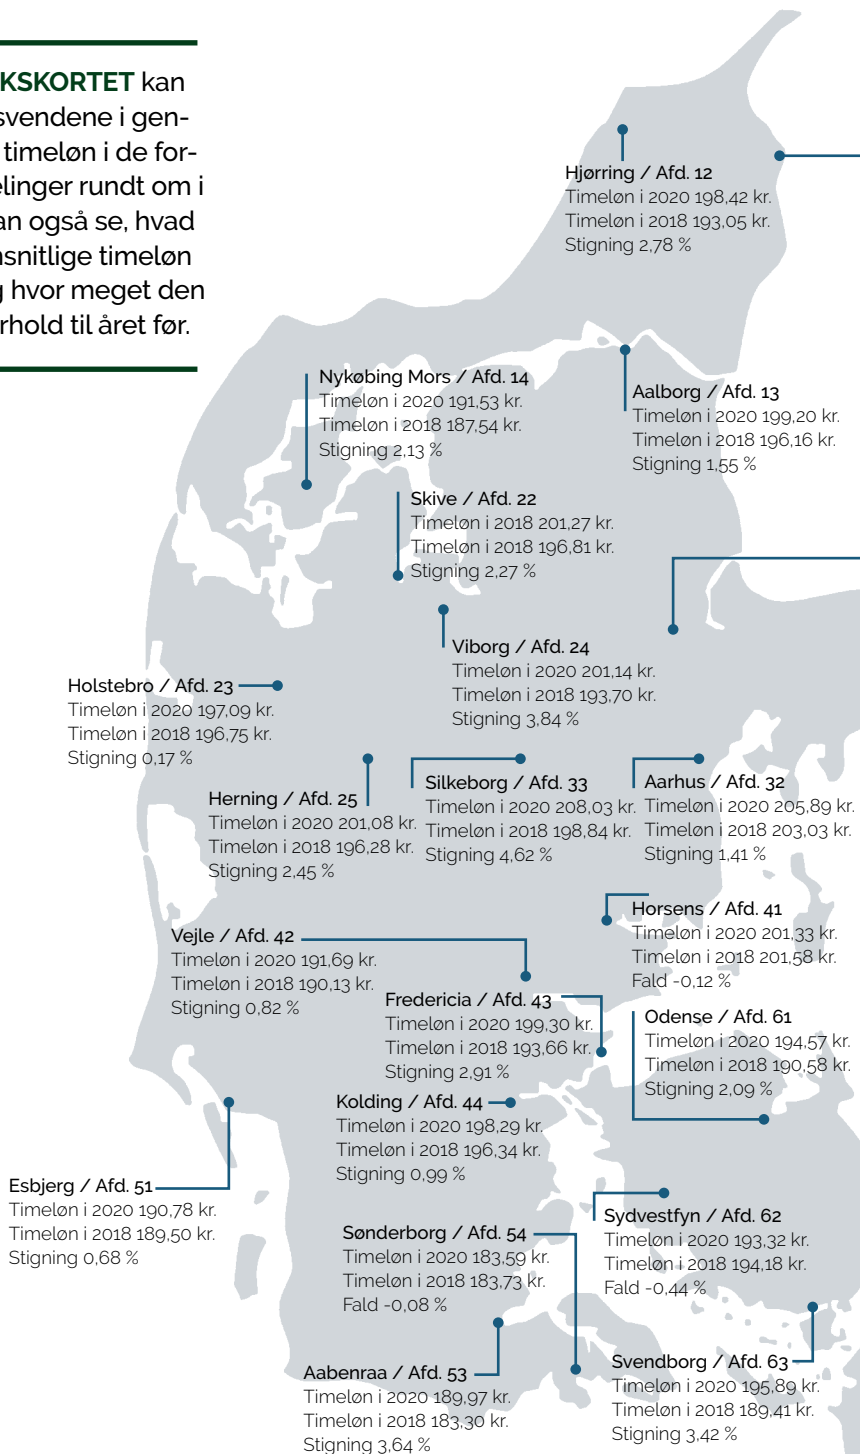 KSKORTET kan
svendene i gen-
timeløn i de for-
elinger rundt om i
an også se, hvad
nsnitlige timeløn
g hvor meget den
rhold til året før.
Hjørring / Afd. 12
Timeløn i 2020 198,42 kr.
Timeløn i 2018 193,05 kr.
Stigning 2,78 %
Nykøbing Mors / Afd. 14
Timeløn i 2020 191,53 kr.
Timeløn i 2018 187,54 kr.
Stigning 2,13 %
Aalborg / Afd. 13
Timeløn i 2020 199,20 kr.
Timeløn i 2018 196,16 kr.
Stigning 1,55 %
Skive / Afd. 22
Timeløn i 2018 201,27 kr.
Timeløn i 2018 196,81 kr.
Stigning 2,27 %
Viborg / Afd. 24
Timeløn i 2020 201,14 kr.
Timeløn i 2018 193,70 kr.
Stigning 3,84 %
Holstebro / Afd. 23
Timeløn i 2020 197,09 kr.
Timeløn i 2018 196,75 kr.
Stigning 0,17 %
Herning / Afd. 25
Timeløn i 2020 201,08 kr.
Timeløn i 2018 196,28 kr.
Stigning 2,45 %
Silkeborg / Afd. 33
Timeløn i 2020 208,03 kr.
Timeløn i 2018 198,84 kr.
Stigning 4,62 %
Aarhus / Afd. 32
Timeløn i 2020 205,89 kr.
Timeløn i 2018 203,03 kr.
Stigning 1,41 %
Horsens / Afd. 41
Timeløn i 2020 201,33 kr.
Timeløn i 2018 201,58 kr.
Fald -0,12 %
Vejle / Afd. 42
Timeløn i 2020 191,69 kr.
Timeløn i 2018 190,13 kr.
Stigning 0,82 %
Fredericia / Afd. 43
Timeløn i 2020 199,30 kr.
Timeløn i 2018 193,66 kr.
Stigning 2,91 %
Odense / Afd. 61
Timeløn i 2020 194,57 kr.
Timeløn i 2018 190,58 kr.
Stigning 2,09 %
Kolding / Afd. 44
Timeløn i 2020 198,29 kr.
Timeløn i 2018 196,34 kr.
Stigning 0,99 %
Esbjerg / Afd. 51
Timeløn i 2020 190,78 kr.
Timeløn i 2018 189,50 kr.
Stigning 0,68 %
Sydvestfyn / Afd. 62
Timeløn i 2020 193,32 kr.
Timeløn i 2018 194,18 kr.
Fald -0,44 %
Sønderborg / Afd. 54
Timeløn i 2020 183,59 kr.
Timeløn i 2018 183,73 kr.
Fald -0,08 %
Svendborg / Afd. 63
Timeløn i 2020 195,89 kr.
Timeløn i 2018 189,41 kr.
Stigning 3,42 %
Aabenraa / Afd. 53
Timeløn i 2020 189,97 kr.
Timeløn i 2018 183,30 kr.
Stigning 3,64 %